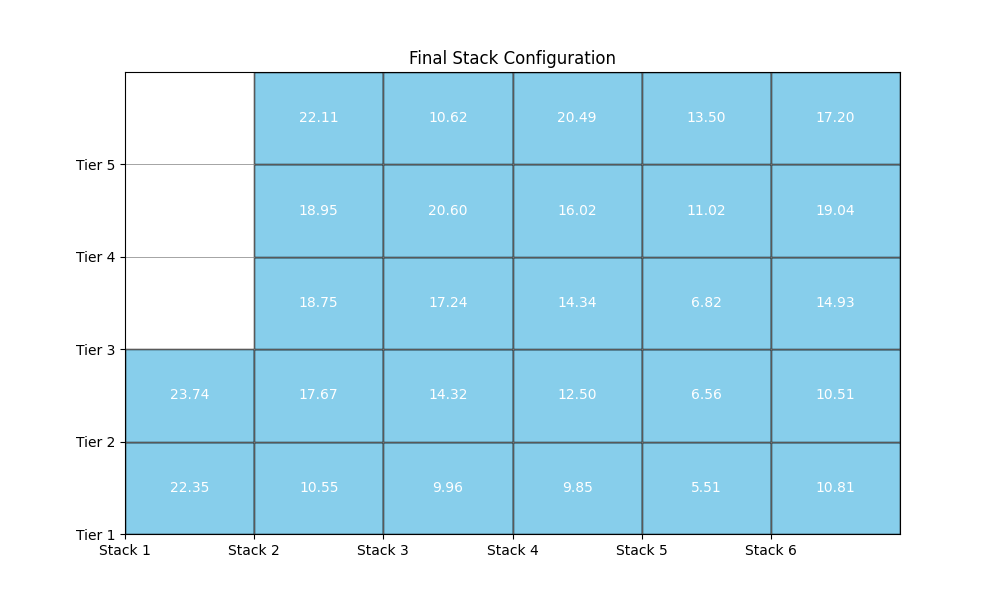 Final Stack Configuration
22.11 10.62 20.49 13.50 17.20
Tier 5
18.95 20.60 16.02 11.02 19.04
Tier 4
18.75 17.24 14.34 6.82 14.93
Tier 3
23.74 17.67 14.32 12.50 6.56 10.51
Tier 2
22.35 10.55 9.96 9.85 5.51 10.81
Tier 1
Stack 1 Stack 2 Stack 3 Stack 4 Stack 5 Stack 6